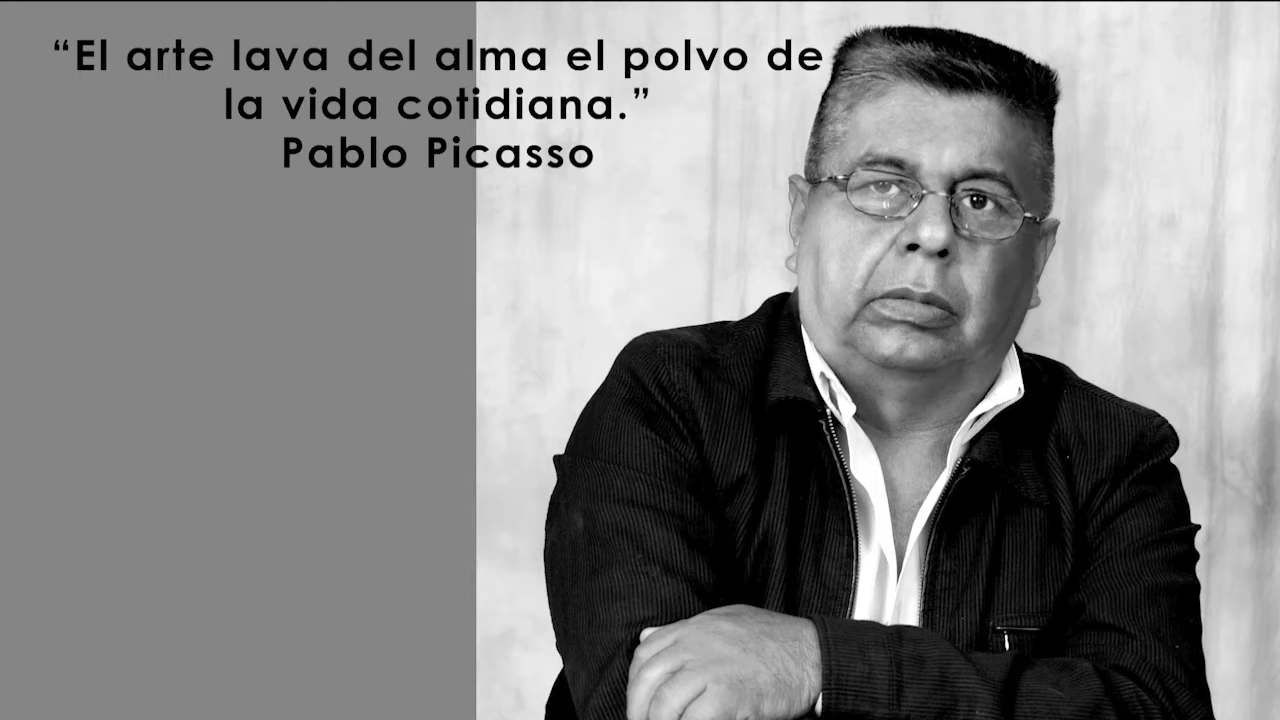 “El arte lava del alma el polvo de
la vida cotidiana.”
Pablo Picasso